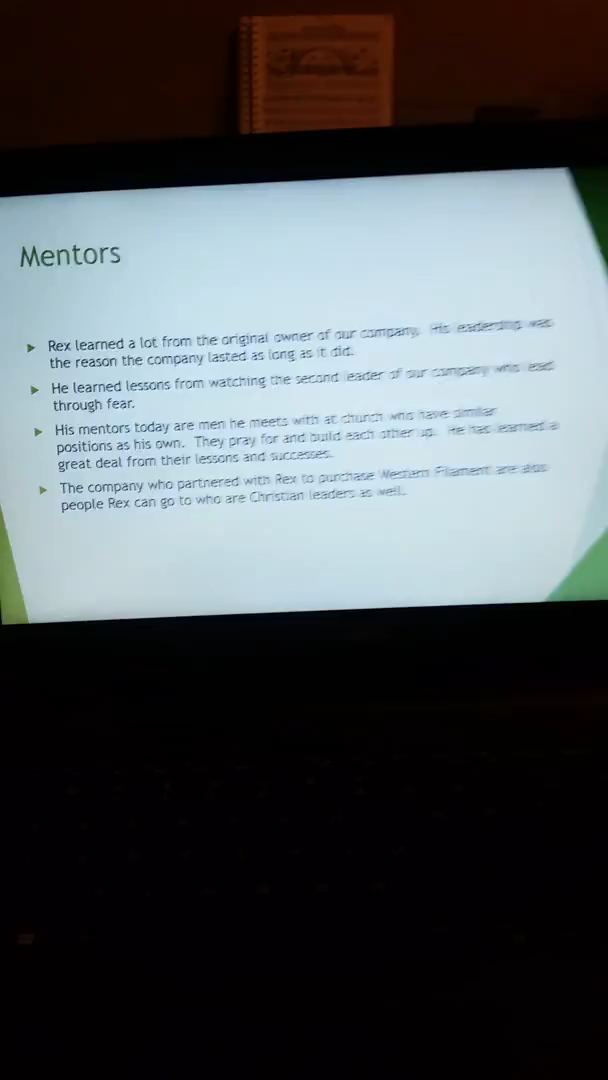 Mentors
Rex learned a lot from the original owner of our company. His leadership was
the reason the company lasted as long as it did.
He learned lessons from watching the second leader of our company who lead
through fear.
His mentors today are men he meets with at church who have similar
positions as his own. They pray for and build each other up. He has learned a
great deal from their lessons and successes.
The company who partnered with Rex to purchase Western Filament are also
people Rex can go to who are Christian leaders as well.